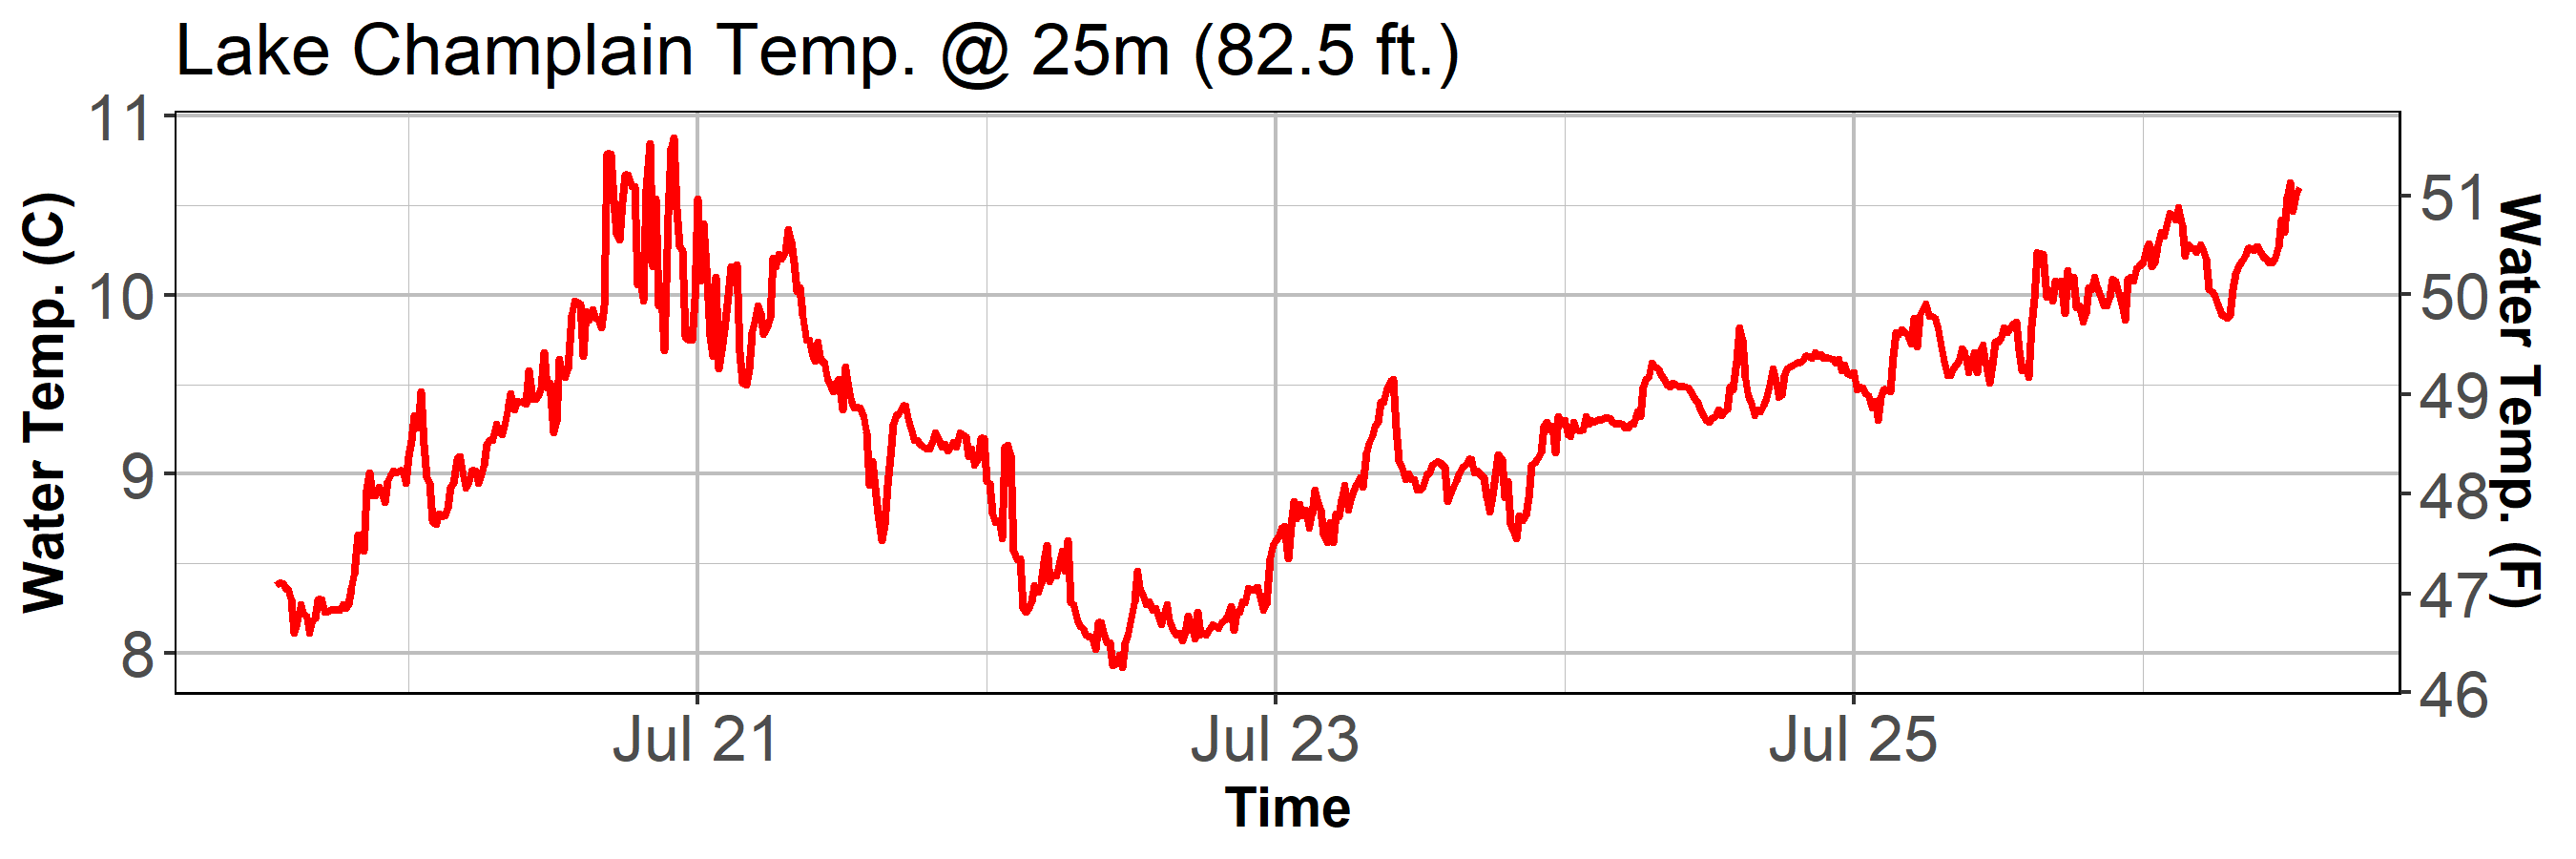 Lake Champlain Temp. @ 25m (82.5 ft.)
11
10
9
8
Water Temp. (C)
51
50
49
48
47
46
Water Temp. (F)
Jul 21 Jul 23 Jul 25
Time